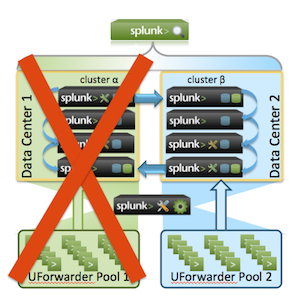 splunk>
cluster α
cluster β
Data Center 1
Data Center 2
splunk>
splunk>
splunk>
splunk>
splunk>
splunk>
splunk>
splunk>
UForwarder Pool 1
UForwarder Pool 2